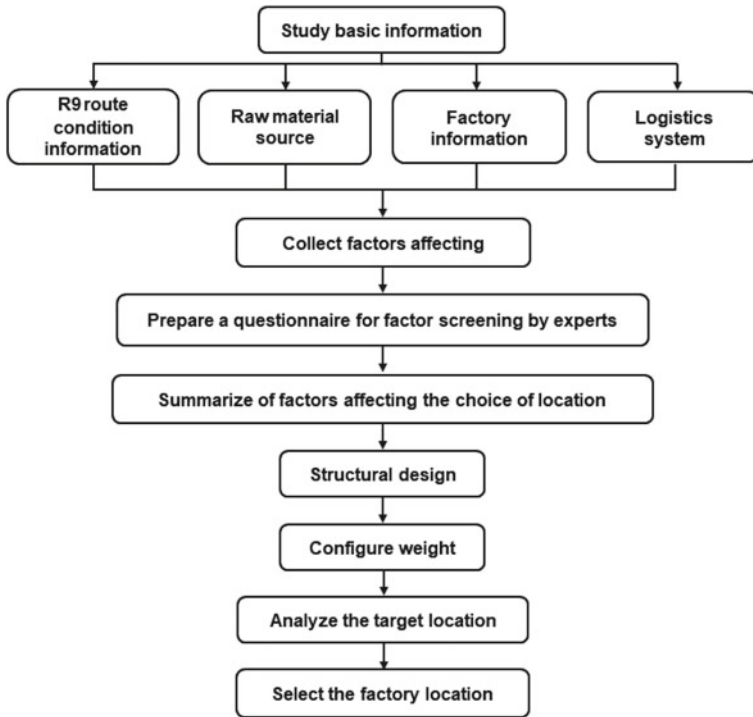 Study basic information
R9 route
condition
information
Raw material
source
Factory
information
Logistics
system
Collect factors affecting
Prepare a questionnaire for factor screening by experts
Summarize of factors affecting the choice of location
Structural design
Configure weight
Analyze the target location
Select the factory location